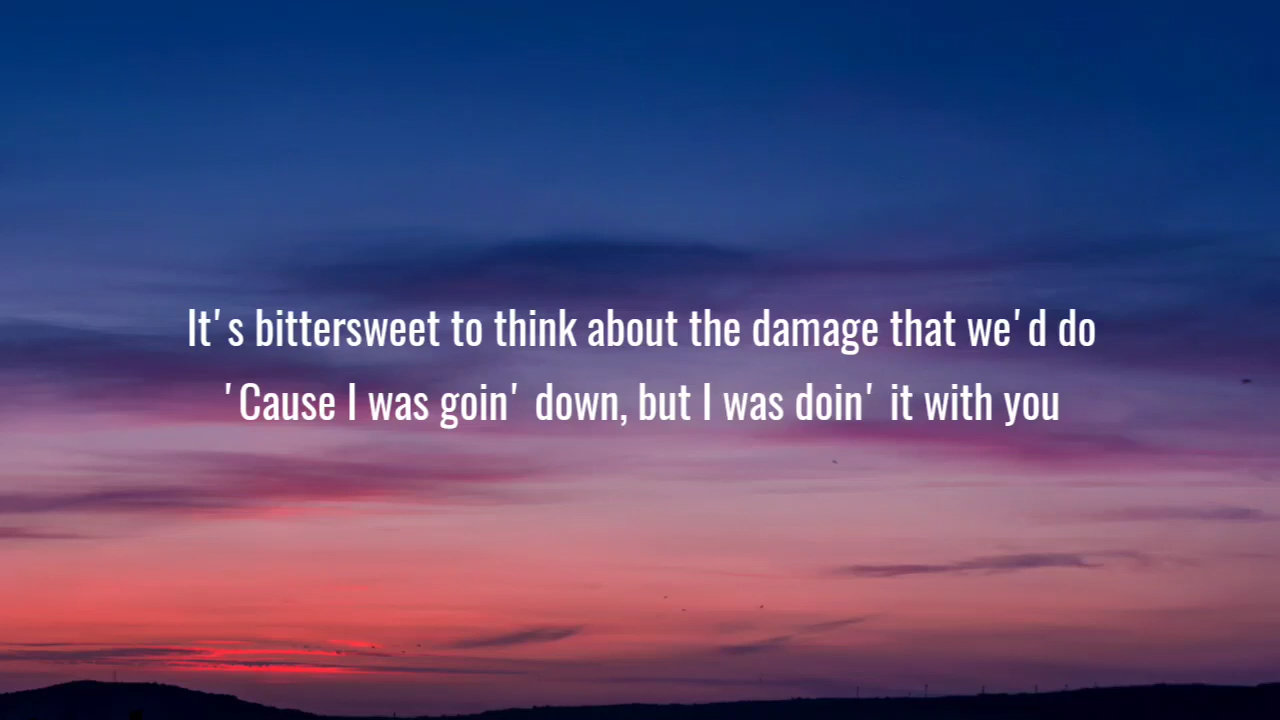 It's bittersweet to think about the damage that we'd do
'Cause I was goin' down, but I was doin' it with you